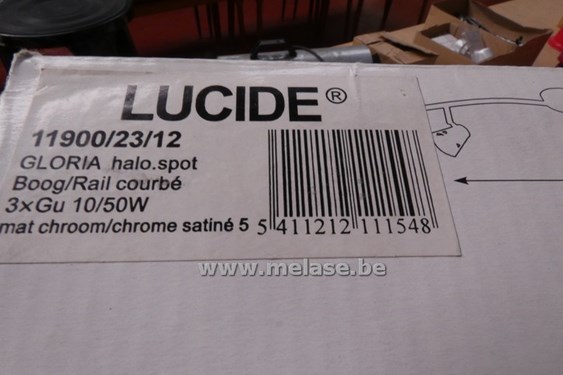 LUCIDE®
11900/23/12
GLORIA halo.spot
Boog/Rail courbé
3×Gu 10/50W
mat chroom/chrome satiné 5
5 411212 111548
www.melase.be